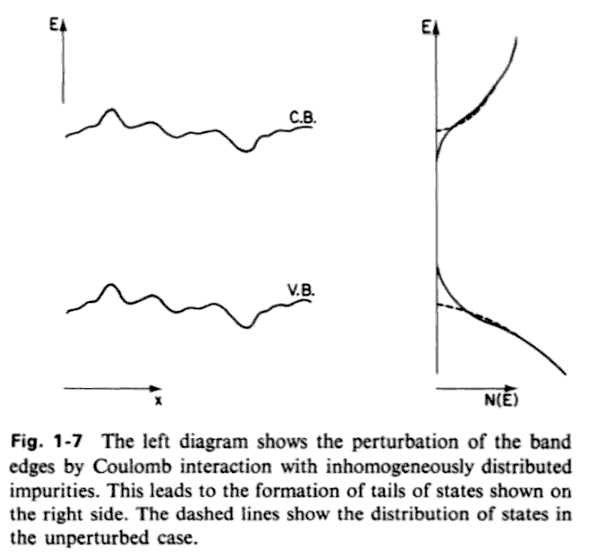 E
C.B.
V.B.
x
E
N(E)
Fig. 1-7 The left diagram shows the perturbation of the band
edges by Coulomb interaction with inhomogeneously distributed
impurities. This leads to the formation of tails of states shown on
the right side. The dashed lines show the distribution of states in
the unperturbed case.